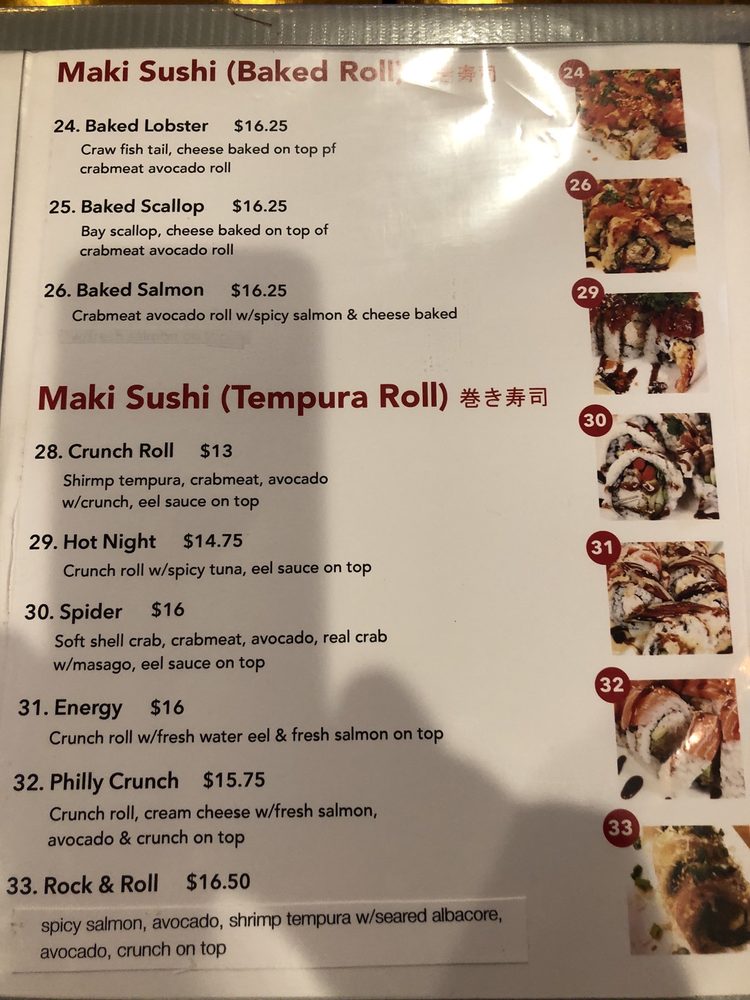 Maki Sushi (Baked Roll) 寿司
24. Baked Lobster $16.25
Craw fish tail, cheese baked on top pf
crabmeat avocado roll
25. Baked Scallop $16.25
Bay scallop, cheese baked on top of
crabmeat avocado roll
26. Baked Salmon $16.25
Crabmeat avocado roll w/spicy salmon & cheese baked
Maki Sushi (Tempura Roll) 巻き寿司
28. Crunch Roll $13
Shirmp tempura, crabmeat, avocado
w/crunch, eel sauce on top
29. Hot Night $14.75
Crunch roll w/spicy tuna, eel sauce on top
30. Spider $16
Soft shell crab, crabmeat, avocado, real crab
w/masago, eel sauce on top
31. Energy $16
Crunch roll w/fresh water eel & fresh salmon on top
32. Philly Crunch $15.75
Crunch roll, cream cheese w/fresh salmon,
avocado & crunch on top
33. Rock & Roll $16.50
spicy salmon, avocado, shrimp tempura w/seared albacore,
avocado, crunch on top
24
26
29
30
31
32
33